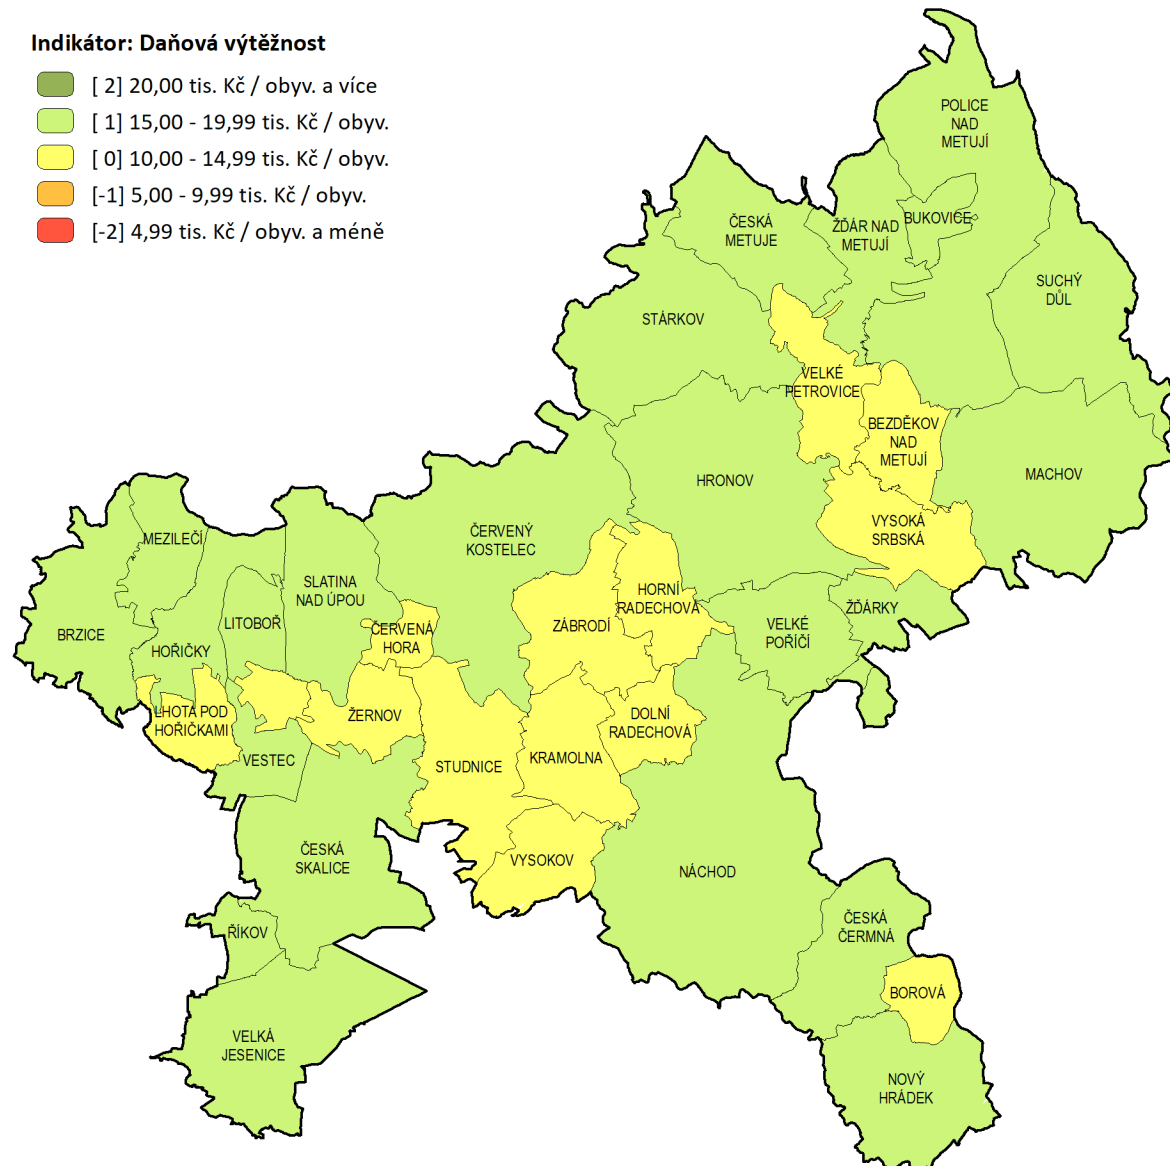 Indikátor: Daňová výtěžnost
[ 2] 20,00 tis. Kč / obyv. a více
[ 1] 15,00 - 19,99 tis. Kč / obyv.
[ 0] 10,00 - 14,99 tis. Kč / obyv.
[-1] 5,00 - 9,99 tis. Kč / obyv.
[-2] 4,99 tis. Kč / obyv. a méně
POLICE
NAD
METUJÍ
ČESKÁ
METUJE
ŽĎÁR NAD
METUJÍ
BUKOVICE
SUCHÝ
DŮL
STÁRKOV
VELKÉ
PETROVICE
BEZDĚKOV
NAD
METUJÍ
MACHOV
HRONOV
VYSOKÁ
SRBSKÁ
ČERVENÝ
KOSTELEC
MEZILEČÍ
SLATINA
NAD ÚPOU
HORNÍ
RADECHOVÁ
ŽĎÁRKY
LITOBOŘ
ZÁBRODÍ
VELKÉ
POŘÍČÍ
BRZICE
ČERVENÁ
HORA
HOŘIČKY
LHOTA POD
HOŘIČKAMI
ŽERNOV
DOLNÍ
RADECHOVÁ
VESTEC
STUDNICE
KRAMOLNA
ČESKÁ
SKALICE
VYSOKOV
NÁCHOD
ŘÍKOV
ČESKÁ
ČERMNÁ
BOROVÁ
VELKÁ
JESENICE
NOVÝ
HRÁDEK